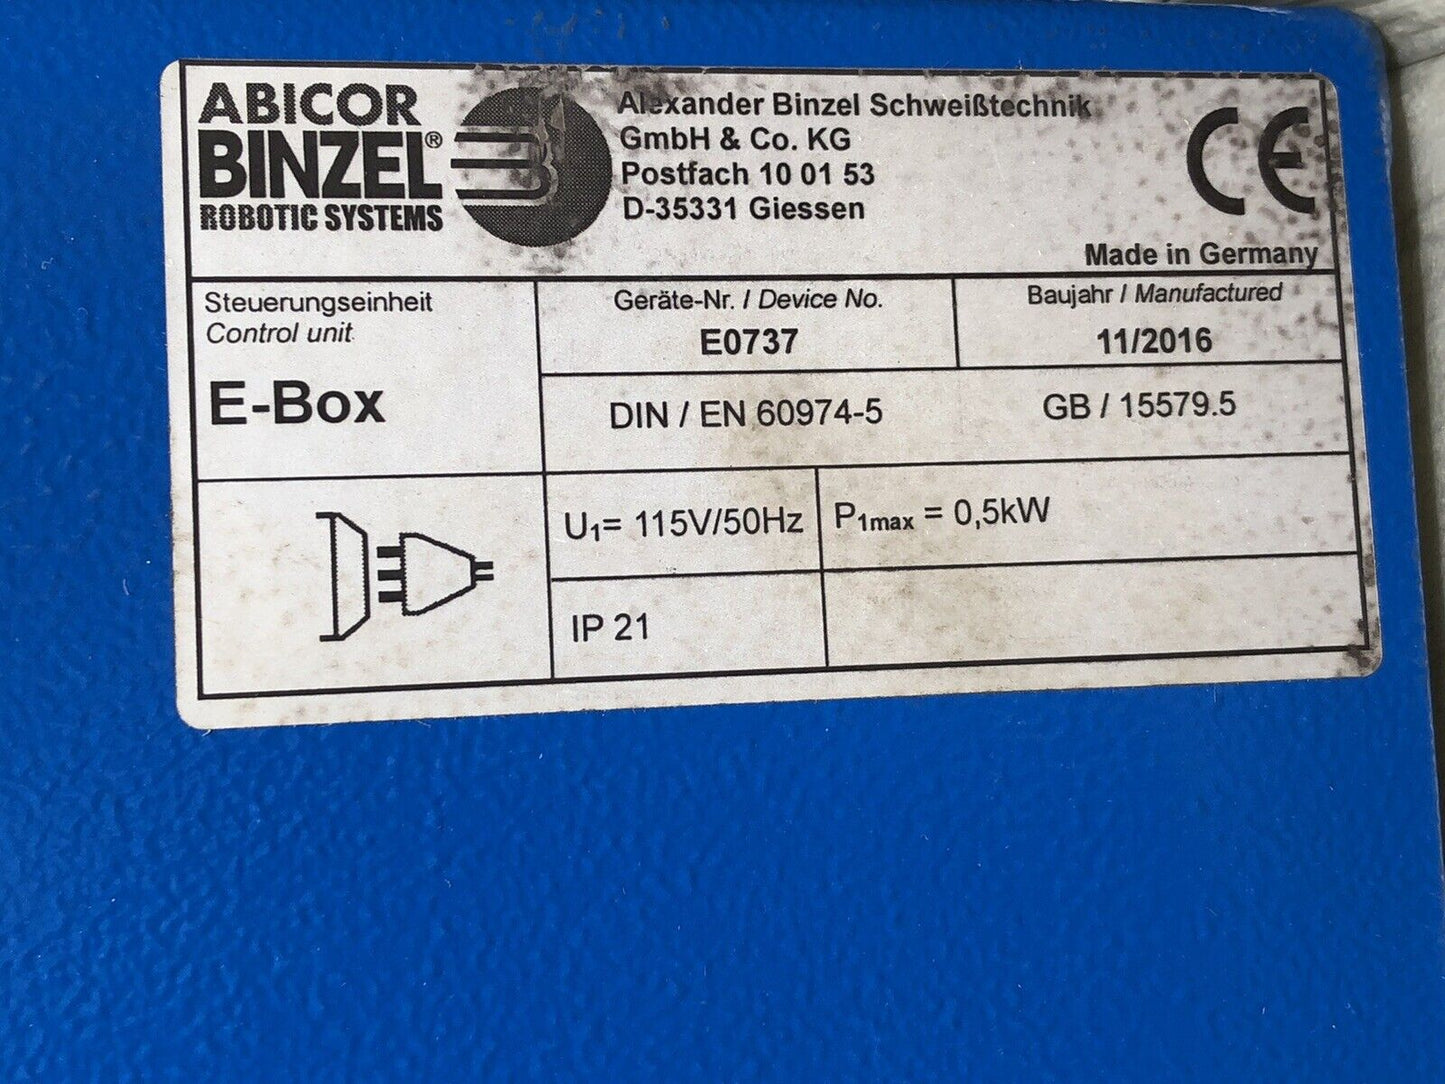 ABICOR
BINZEL®
ROBOTIC SYSTEMS
Alexander Binzel Schweißtechnik
GmbH & Co. KG
Postfach 10 01 53
D-35331 Giessen
CE
Made in Germany
Steuerungseinheit
Control unit
E-Box
Geräte-Nr. / Device No.
E0737
Baujahr / Manufactured
11/2016
DIN / EN 60974-5
GB / 15579.5
U₁= 115V/50Hz
P₁max = 0,5kW
IP 21